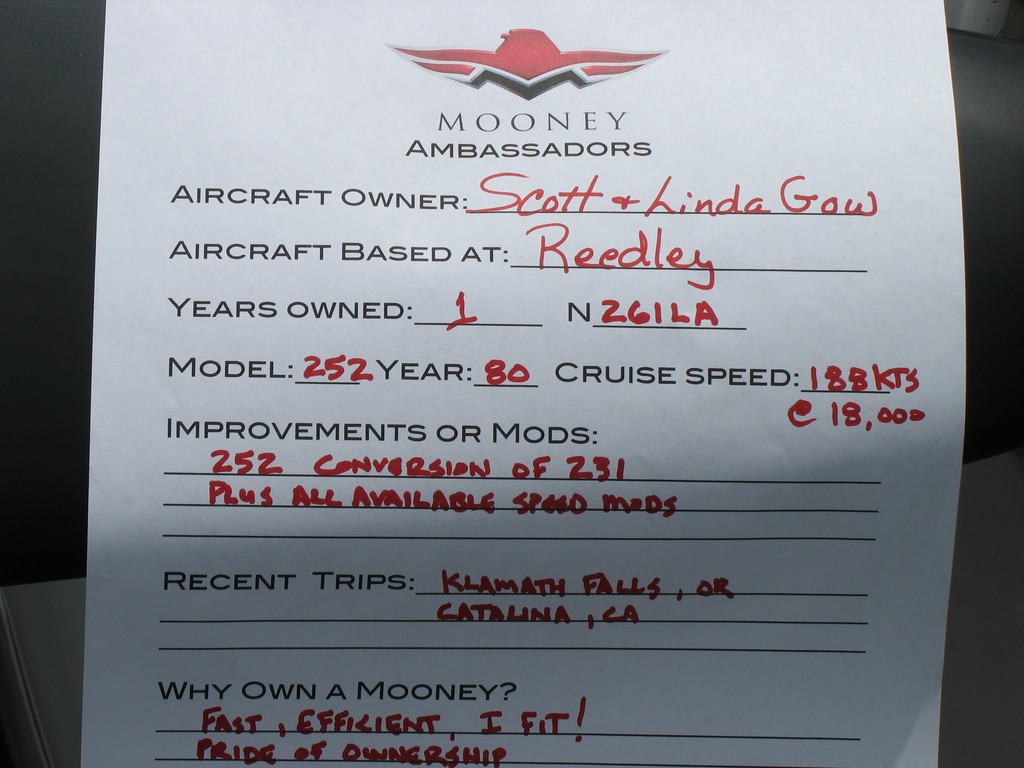 MOONEY
AMBASSADORS
AIRCRAFT OWNER: Scott + Linda Gow
AIRCRAFT BASED AT: Reedley
YEARS OWNED: 1 N 261LA
MODEL: 252 YEAR: 80 CRUISE SPEED: 188 KTS
@ 18,000
IMPROVEMENTS OR MODS:
252 CONVERSION OF 231
PLUS ALL AVAILABLE SPEED MODS
RECENT TRIPS: KLAMATH FALLS, OR
CATALINA, CA
WHY OWN A MOONEY?
FAST, EFFICIENT, I FIT!
PRIDE OF OWNERSHIP